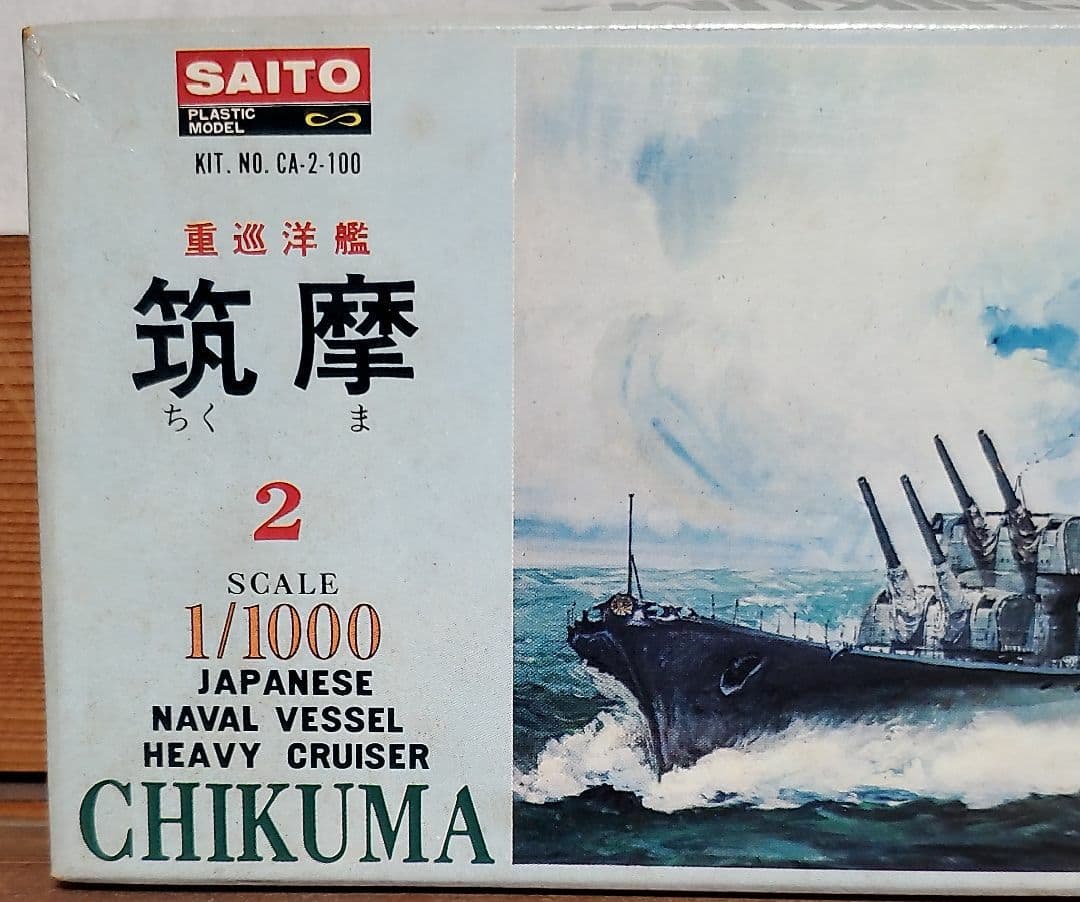 SAITO
PLASTIC
MODEL
KIT. NO. CA-2-100
重巡洋艦
筑摩
ちくま
2
SCALE
1/1000
JAPANESE
NAVAL VESSEL
HEAVY CRUISER
CHIKUMA